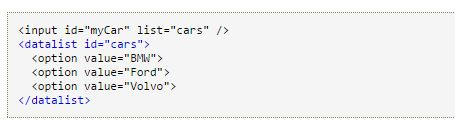 <input id="myCar" list="cars" />
<datalist id="cars">
  <option value="BMW">
  <option value="Ford">
  <option value="Volvo">
</datalist>